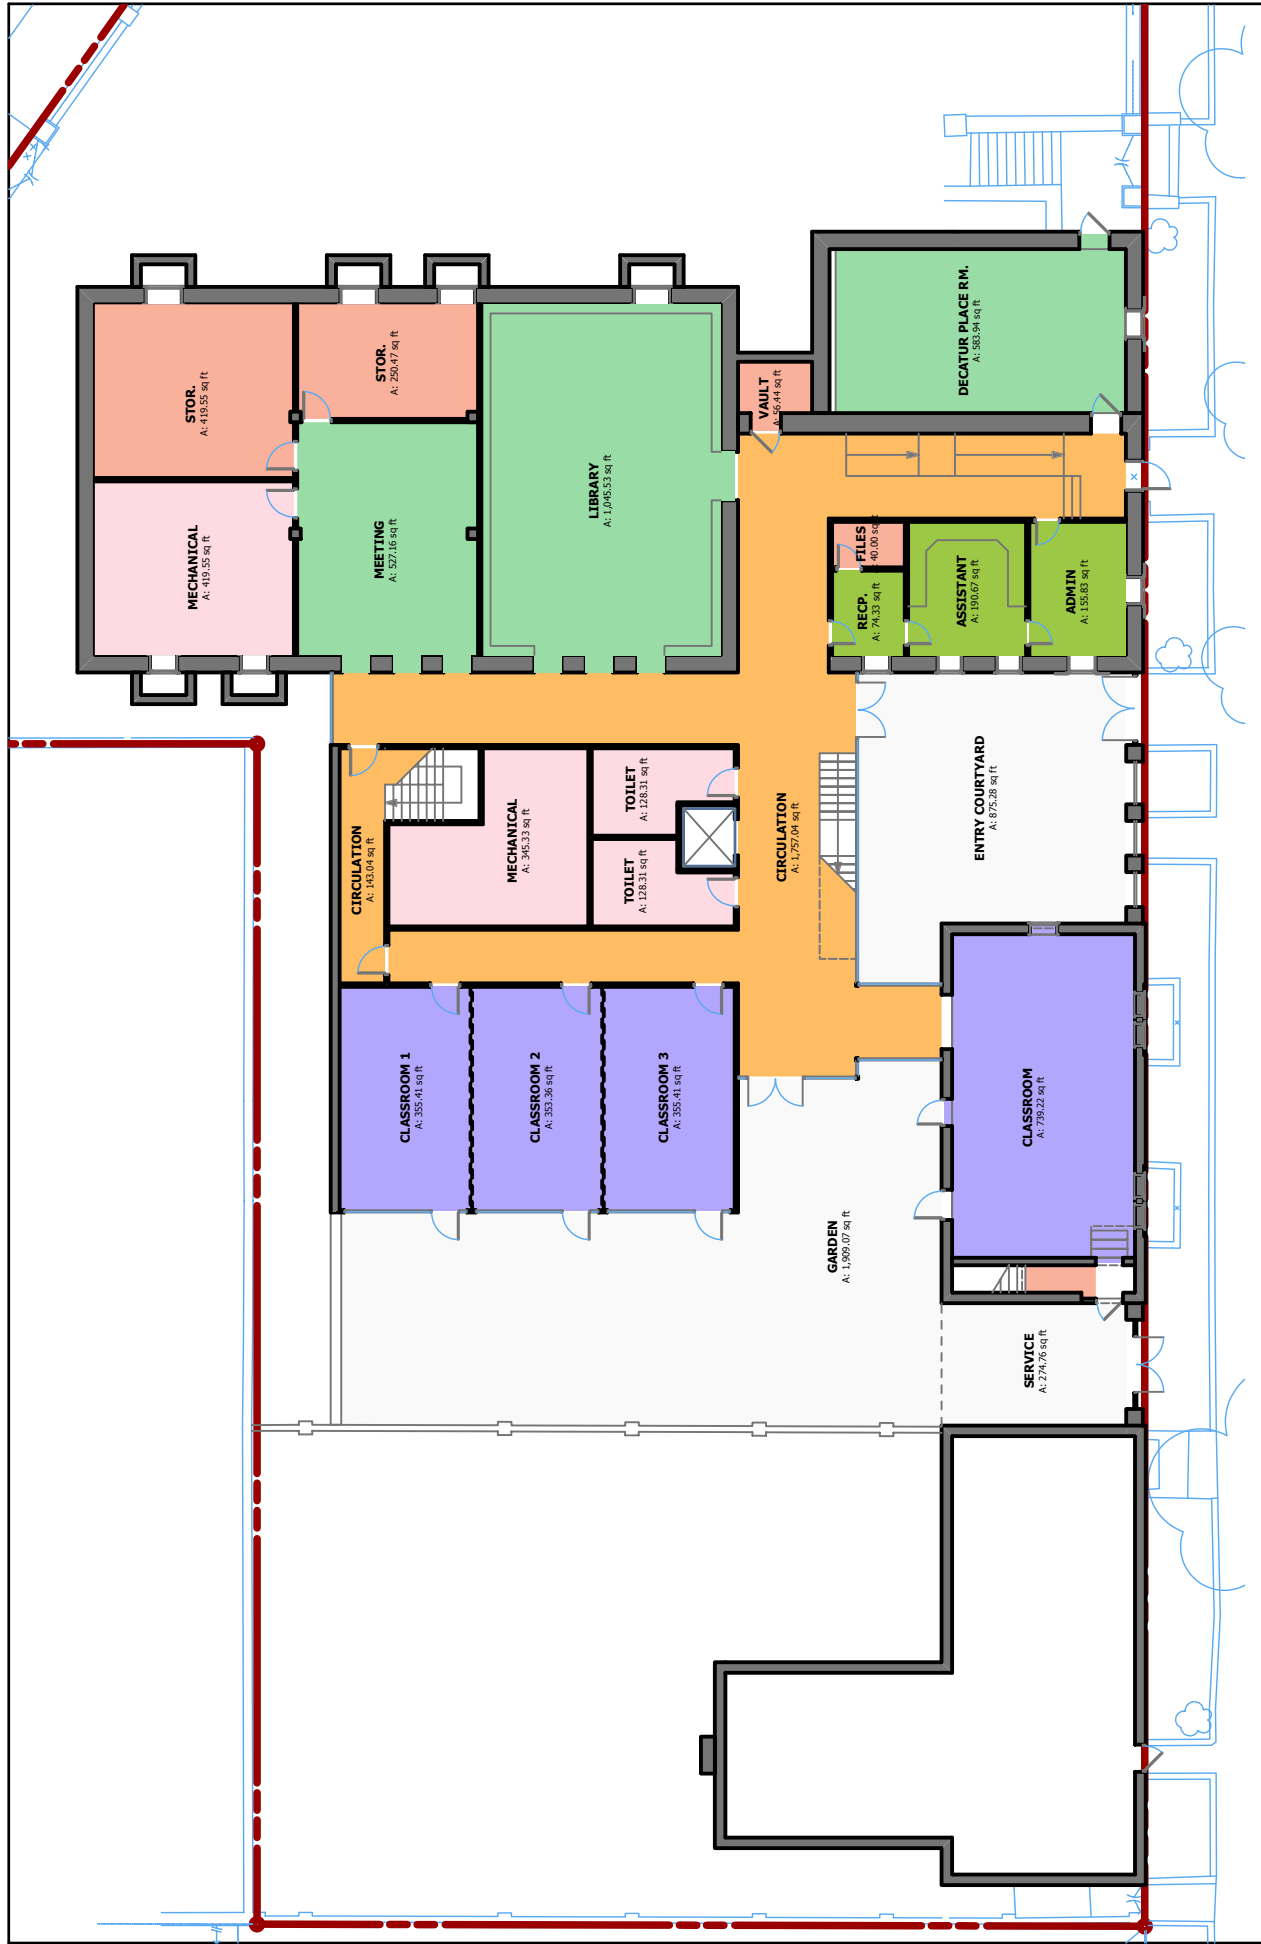 STOR.
A: 419.55 sq ft
STOR.
A: 250.47 sq ft
MECHANICAL
A: 419.55 sq ft
MEETING
A: 527.16 sq ft
LIBRARY
A: 1,045.53 sq ft
VAULT
A: 56.44 sq ft
DECATUR PLACE RM.
A: 583.94 sq ft
FILES
A: 40.00 sq ft
RECP.
A: 74.33 sq ft
ASSISTANT
A: 190.67 sq ft
ADMIN
A: 155.83 sq ft
CIRCULATION
A: 143.04 sq ft
MECHANICAL
A: 345.33 sq ft
TOILET
A: 128.31 sq ft
TOILET
A: 128.31 sq ft
CIRCULATION
A: 1,757.04 sq ft
ENTRY COURTYARD
A: 875.28 sq ft
CLASSROOM 1
A: 355.41 sq ft
CLASSROOM 2
A: 353.36 sq ft
CLASSROOM 3
A: 355.41 sq ft
CLASSROOM
A: 739.22 sq ft
GARDEN
A: 1,909.07 sq ft
SERVICE
A: 274.76 sq ft